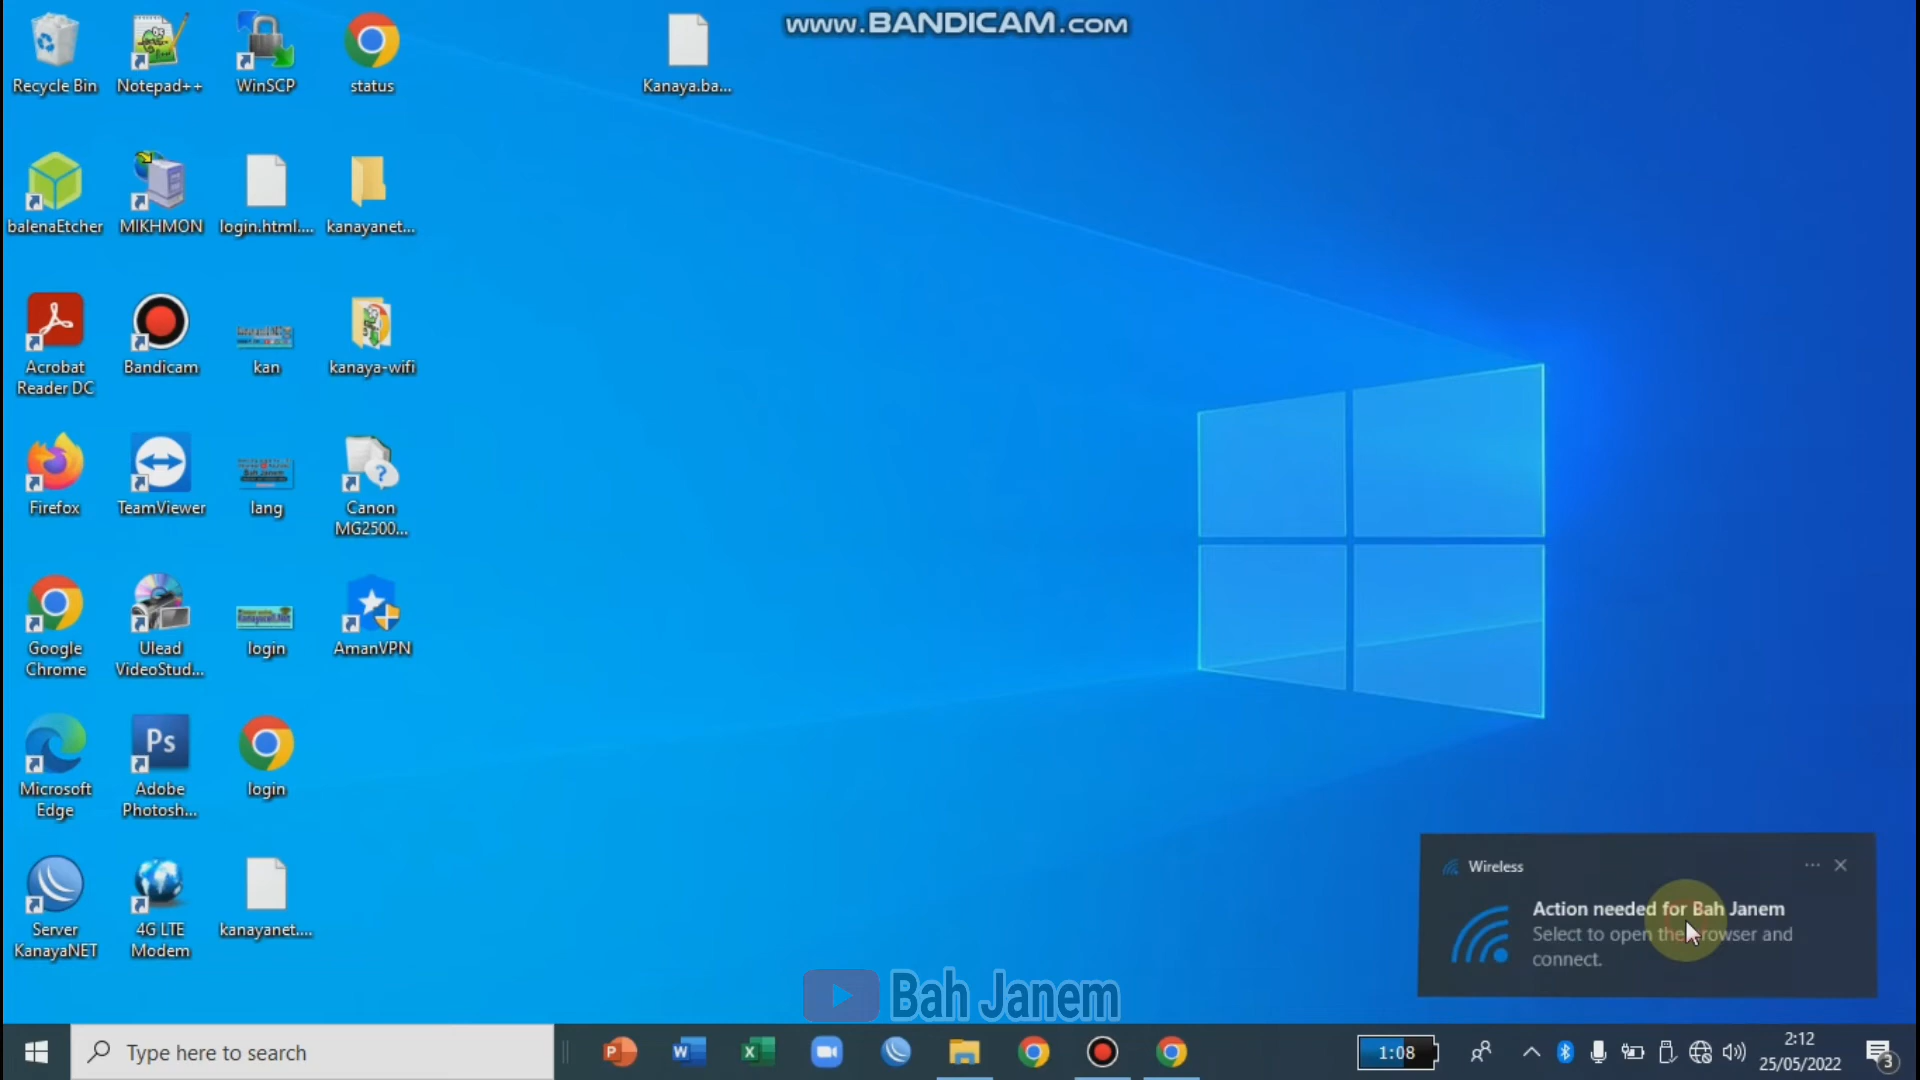 www.BANDICAM.com
Recycle Bin
Notepad++
WinSCP
status
Kanaya.ba...
balenaEtcher
MIKHMON
login.html....
kanayanet...
Acrobat
Reader DC
Bandicam
kan
kanaya-wifi
Firefox
TeamViewer
lang
Canon
MG2500...
Google
Chrome
Ulead
VideoStud...
login
AmanVPN
Microsoft
Edge
Ps
Adobe
Photosh...
login
Server
KanayaNET
4G LTE
Modem
kanayanet....
Wireless
Action needed for Bah Janem
Select to open the browser and
connect.
Bah Janem
Type here to search
1:08
2:12
25/05/2022
3